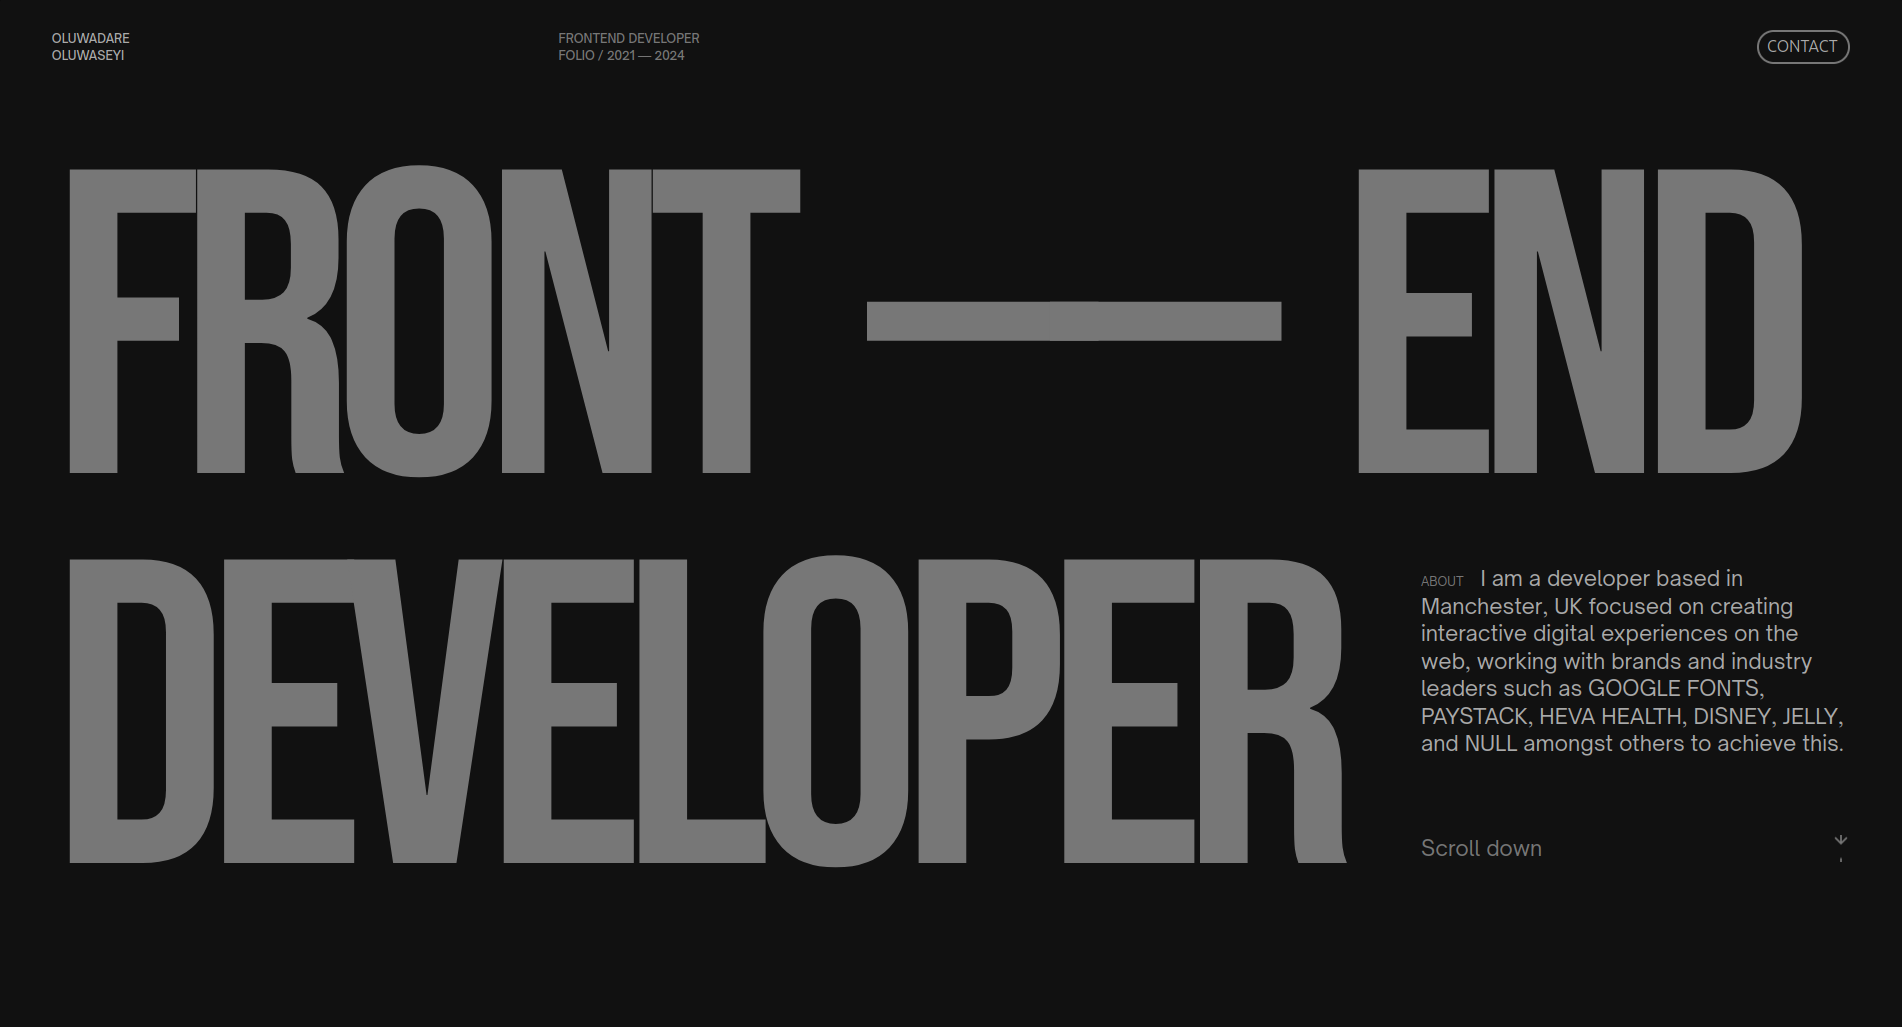 OLUWADARE
OLUWASEYI
FRONTEND DEVELOPER
FOLIO / 2021 — 2024
CONTACT
FRONT — END
DEVELOPER
ABOUT I am a developer based in
Manchester, UK focused on creating
interactive digital experiences on the
web, working with brands and industry
leaders such as GOOGLE FONTS,
PAYSTACK, HEVA HEALTH, DISNEY, JELLY,
and NULL amongst others to achieve this.
Scroll down